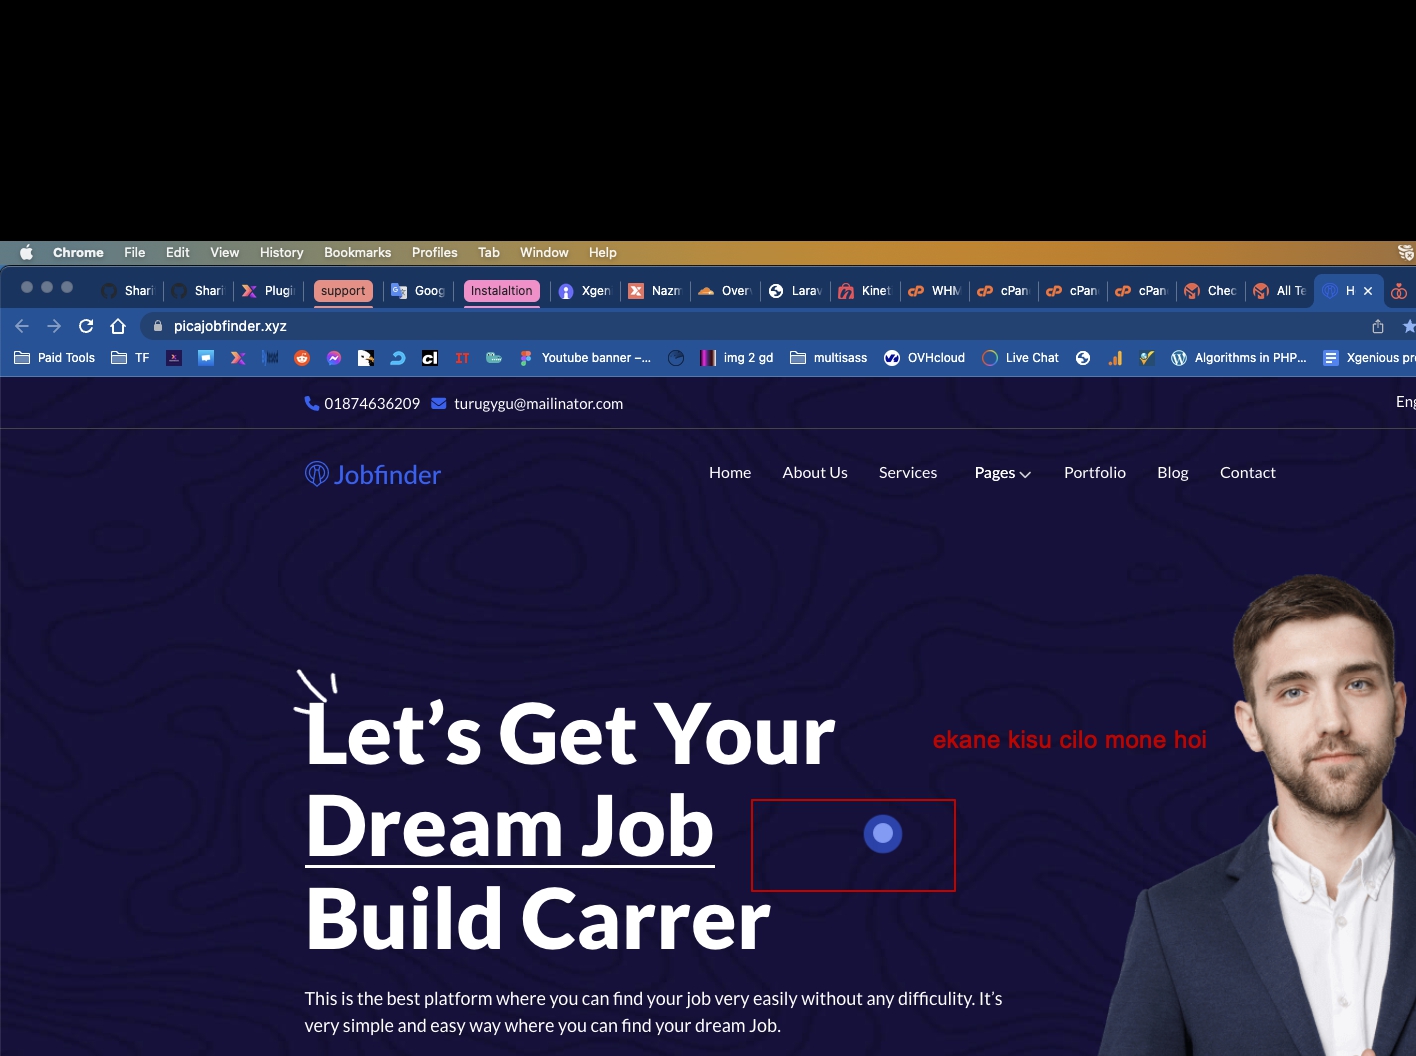 Chrome File Edit View History Bookmarks Profiles Tab Window Help
Shari Shari Plugi support Goog Instalaltion Xgen Nazm Over Larav Kinet WHM cPan cPan cPan Chec All Te H
picajobfinder.xyz
Paid Tools TF IT Youtube banner –... img 2 gd multisass OVHcloud Live Chat Algorithms in PHP... Xgenious pro
01874636209 turugygu@mailinator.com Eng
Jobfinder Home About Us Services Pages Portfolio Blog Contact
Let's Get Your
ekane kisu cilo mone hoi
Dream Job
Build Carrer
This is the best platform where you can find your job very easily without any difficulity. It's
very simple and easy way where you can find your dream Job.